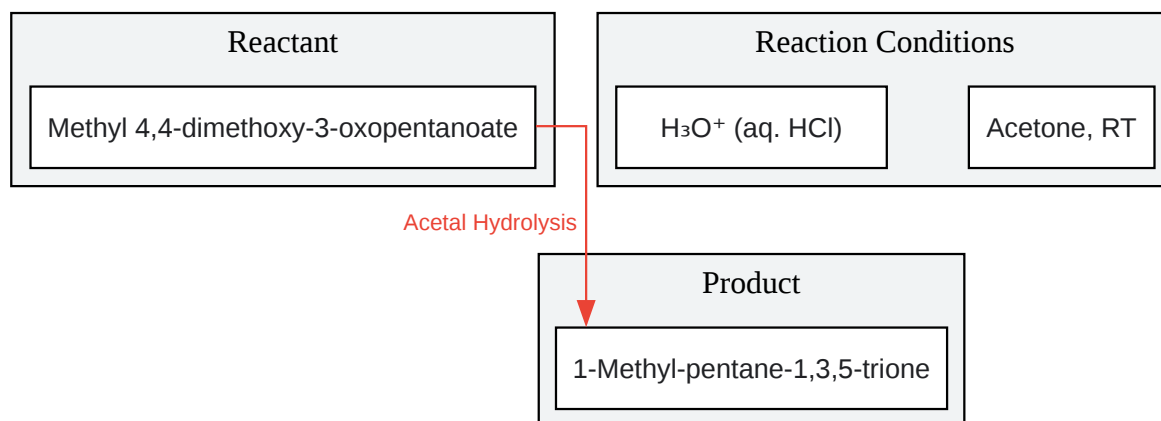 Reactant
Reaction Conditions
Methyl 4,4-dimethoxy-3-oxopentanoate
H₃O⁺ (aq. HCl)
Acetone, RT
Acetal Hydrolysis
Product
1-Methyl-pentane-1,3,5-trione